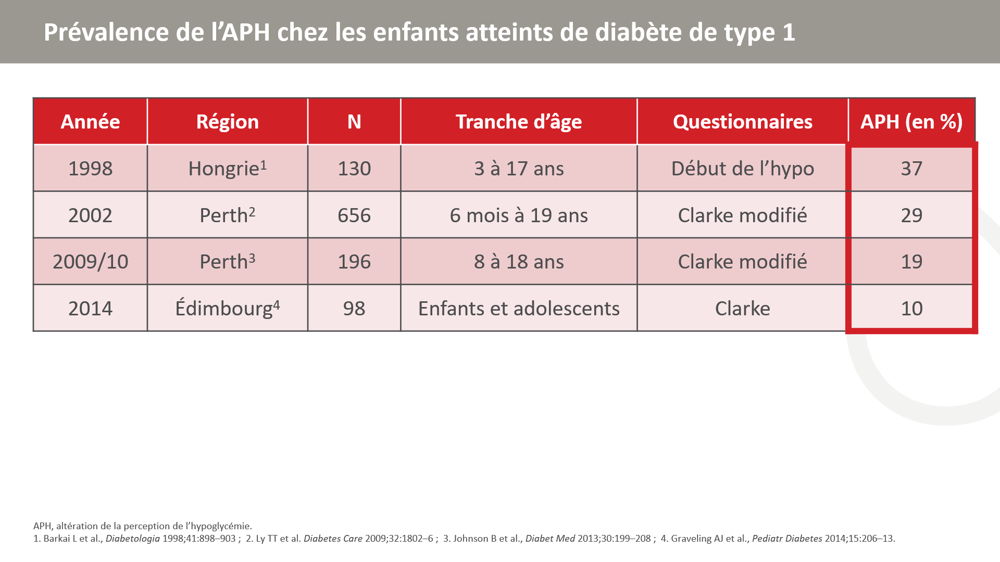 Prévalence de l’APH chez les enfants atteints de diabète de type 1
Année Région N Tranche d’âge Questionnaires APH (en %)
1998 Hongrie¹ 130 3 à 17 ans Début de l’hypo 37
2002 Perth² 656 6 mois à 19 ans Clarke modifié 29
2009/10 Perth³ 196 8 à 18 ans Clarke modifié 19
2014 Édimbourg⁴ 98 Enfants et adolescents Clarke 10
APH, altération de la perception de l’hypoglycémie.
1. Barkai L et al., Diabetologia 1998;41:898–903 ; 2. Ly TT et al. Diabetes Care 2009;32:1802–6 ; 3. Johnson B et al., Diabet Med 2013;30:199–208 ; 4. Graveling AJ et al., Pediatr Diabetes 2014;15:206–13.